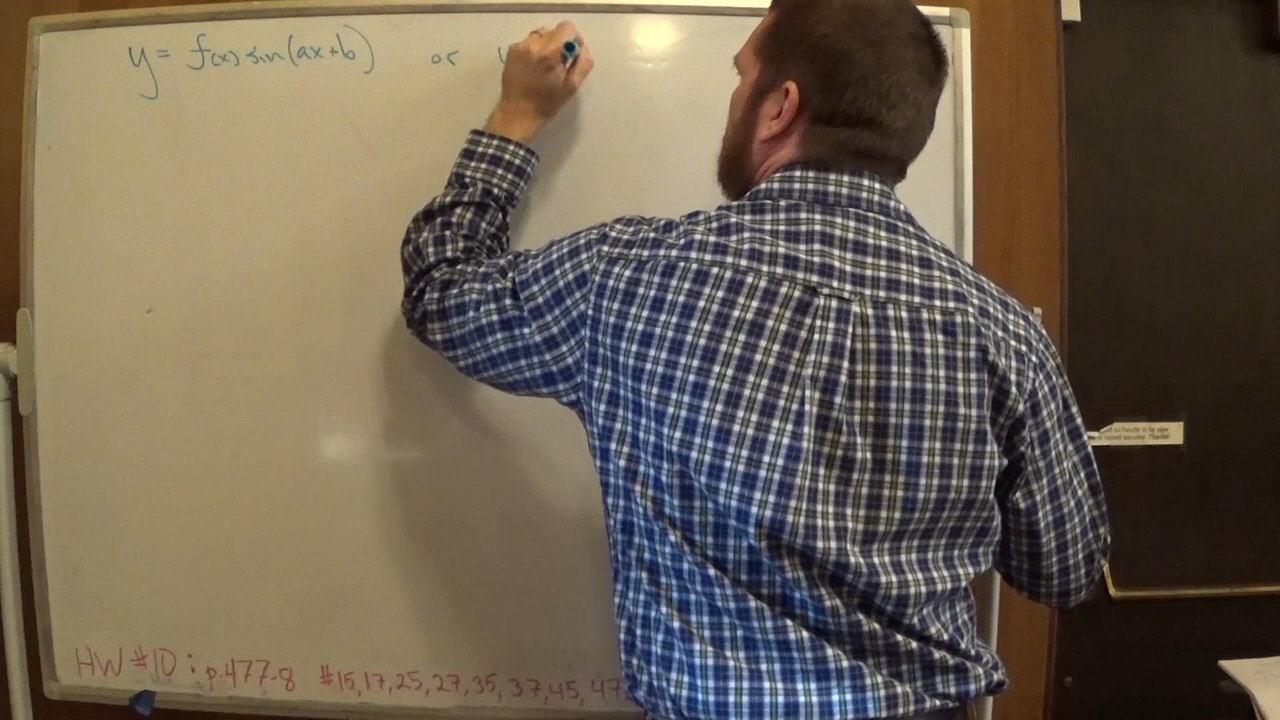 y = f(x) sin(ax+b) or y
HW #10: p.477-8 #15,17,25,27,35,37,45,47